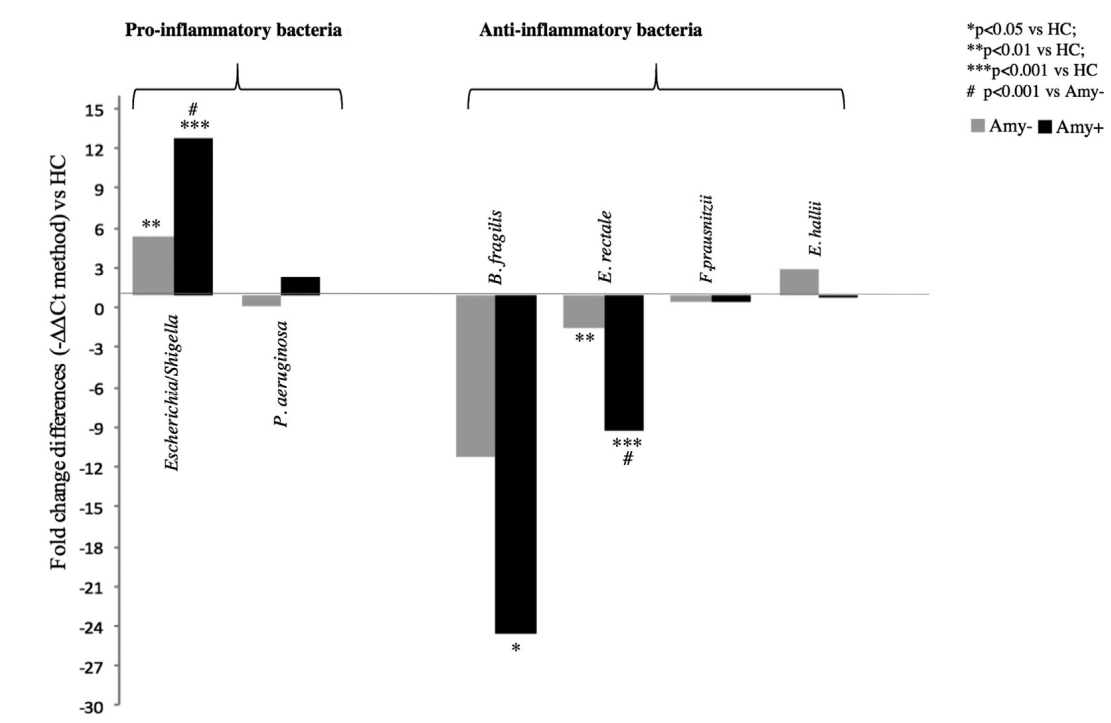 Pro-inflammatory bacteria
Anti-inflammatory bacteria
*p<0.05 vs HC;
**p<0.01 vs HC;
***p<0.001 vs HC
# p<0.001 vs Amy-
Amy- Amy+
Fold change differences (-ΔΔCt method) vs HC
15
12
9
6
3
0
-3
-6
-9
-12
-15
-18
-21
-24
-27
-30
#
***
**
Escherichia/Shigella
P. aeruginosa
B. fragilis
E. rectale
F.prausnitzii
E. hallii
**
***
#
*